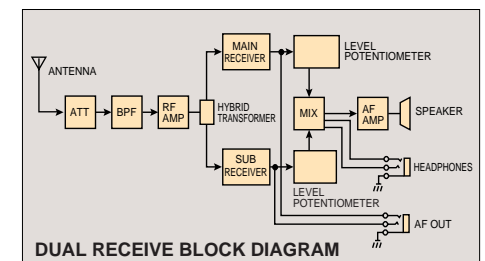 MAIN
RECEIVER
LEVEL
POTENTIOMETER
ANTENNA
ATT
BPF
RF
AMP
HYBRID
TRANSFORMER
MIX
AF
AMP
SPEAKER
SUB
RECEIVER
LEVEL
POTENTIOMETER
HEADPHONES
AF OUT
DUAL RECEIVE BLOCK DIAGRAM